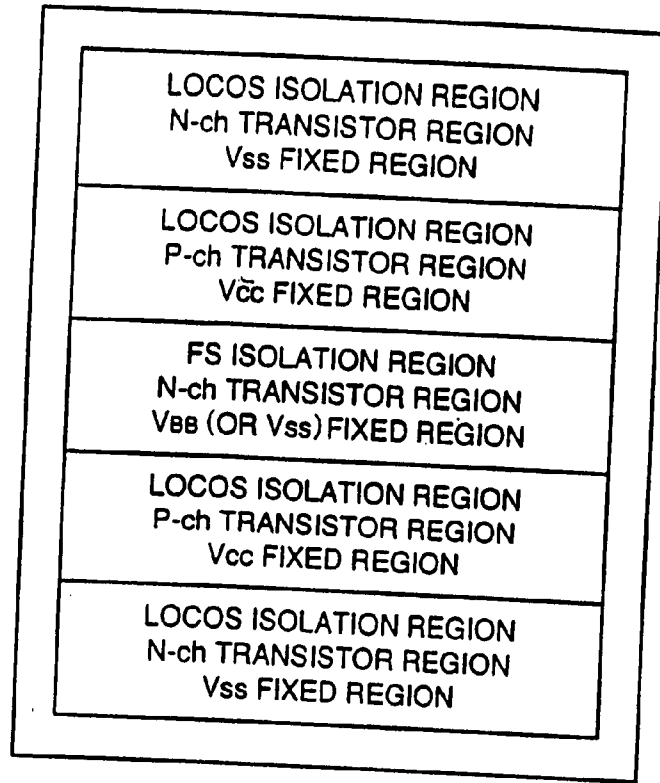 LOCOS ISOLATION REGION
N-ch TRANSISTOR REGION
Vss FIXED REGION
LOCOS ISOLATION REGION
P-ch TRANSISTOR REGION
Vcc FIXED REGION
FS ISOLATION REGION
N-ch TRANSISTOR REGION
VBB (OR Vss) FIXED REGION
LOCOS ISOLATION REGION
P-ch TRANSISTOR REGION
Vcc FIXED REGION
LOCOS ISOLATION REGION
N-ch TRANSISTOR REGION
Vss FIXED REGION